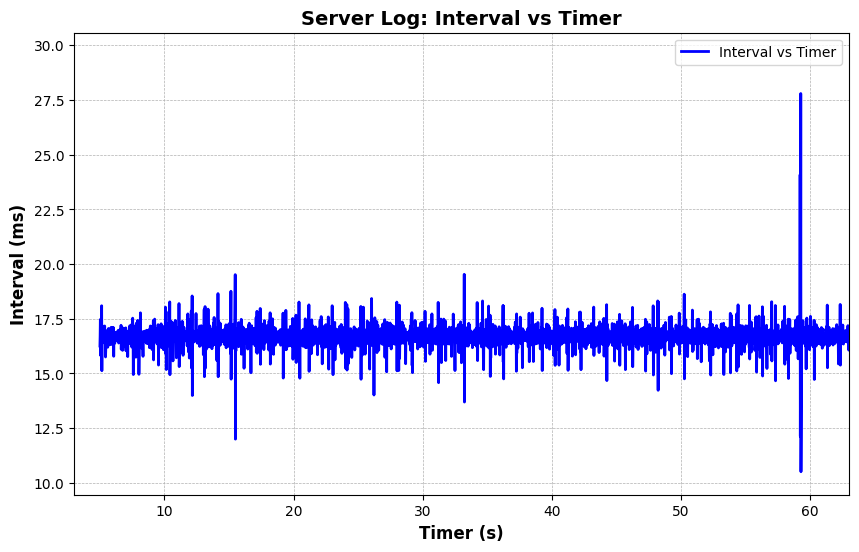 Server Log: Interval vs Timer
Interval vs Timer
30.0
27.5
25.0
22.5
20.0
17.5
15.0
12.5
10.0
Interval (ms)
10 20 30 40 50 60
Timer (s)